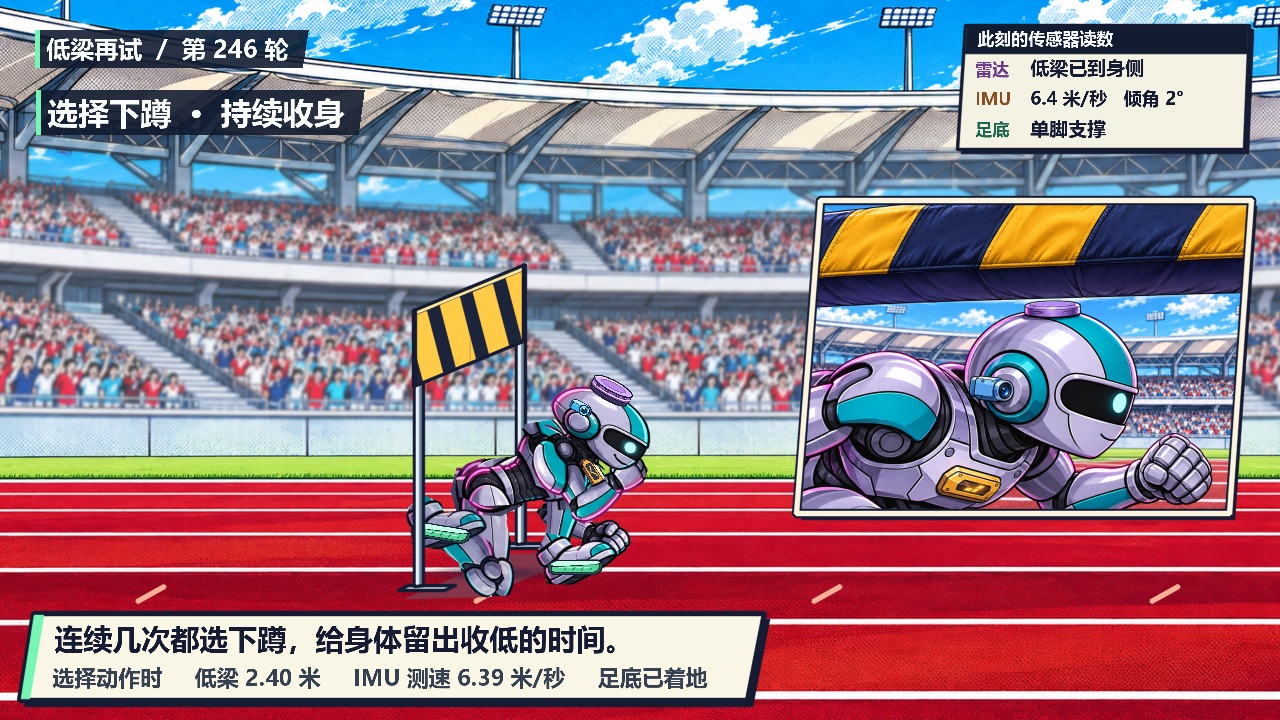 低梁再试 / 第 246 轮
选择下蹲 · 持续收身
此刻的传感器读数
雷达 低梁已到身侧
IMU 6.4 米/秒 倾角 2°
足底 单脚支撑
连续几次都选下蹲，给身体留出收低的时间。
选择动作时 低梁 2.40 米 IMU 测速 6.39 米/秒 足底已着地